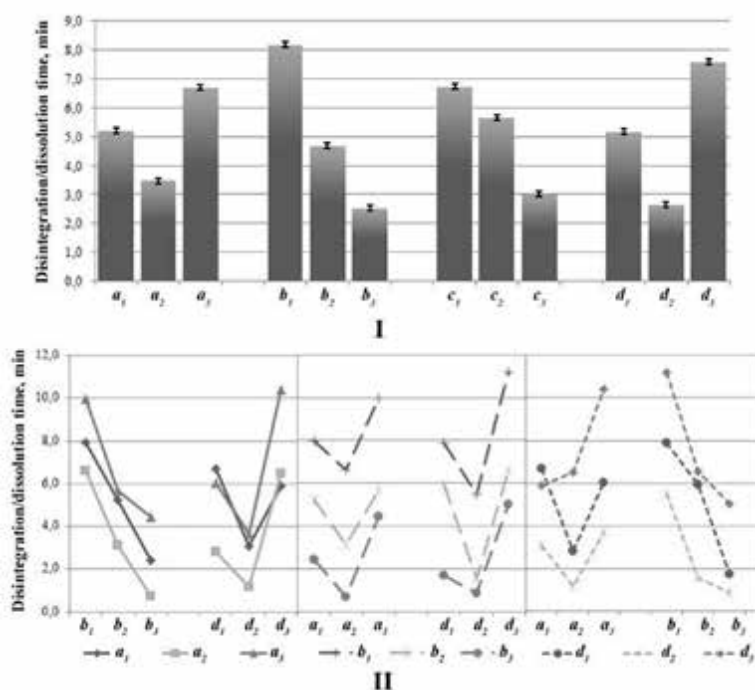 Disintegration/dissolution time, min
9,0
8,0
7,0
6,0
5,0
4,0
3,0
2,0
1,0
0,0
a₁ a₂ a₃ b₁ b₂ b₃ c₁ c₂ c₃ d₁ d₂ d₃
I
Disintegration/dissolution time, min
12,0
10,0
8,0
6,0
4,0
2,0
0,0
b₁ b₂ b₃ d₁ d₂ d₃ a₁ a₂ a₃ d₁ d₂ d₃ a₁ a₂ a₃ b₁ b₂ b₃
a₁ a₂ a₃ b₁ b₂ b₃ d₁ d₂ d₃
II